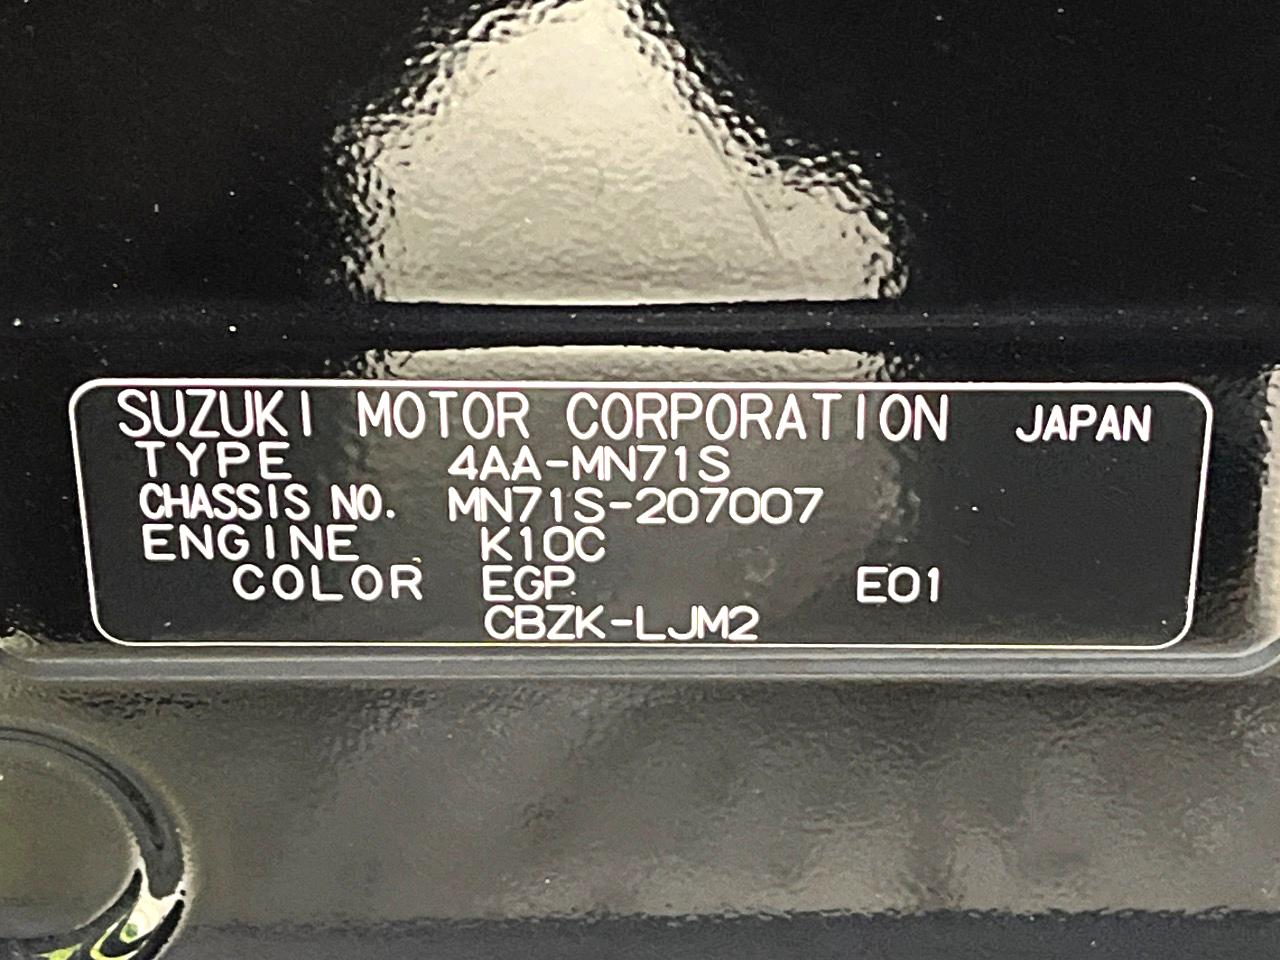 SUZUKI MOTOR CORPORATION JAPAN
TYPE 4AA-MN71S
CHASSIS NO. MN71S-207007
ENGINE K10C
COLOR EGP E01
CBZK-LJM2